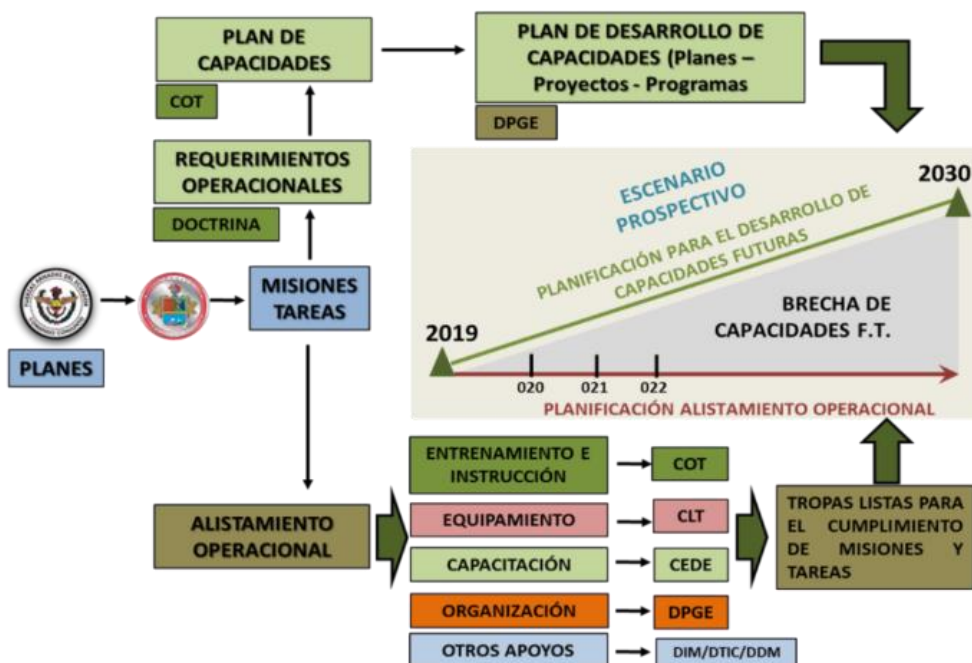 PLAN DE
CAPACIDADES
COT
PLAN DE DESARROLLO DE
CAPACIDADES (Planes –
Proyectos - Programas
DPGE
REQUERIMIENTOS
OPERACIONALES
DOCTRINA
MISIONES
TAREAS
PLANES
ESCENARIO
PROSPECTIVO
PLANIFICACIÓN PARA EL DESARROLLO DE
CAPACIDADES FUTURAS
2030
2019
BRECHA DE
CAPACIDADES F.T.
020
021
022
PLANIFICACIÓN ALISTAMIENTO OPERACIONAL
ALISTAMIENTO
OPERACIONAL
ENTRENAMIENTO E
INSTRUCCIÓN
COT
EQUIPAMIENTO
CLT
CAPACITACIÓN
CEDE
ORGANIZACIÓN
DPGE
OTROS APOYOS
DIM/DTIC/DDM
TROPAS LISTAS PARA
EL CUMPLIMIENTO
DE MISIONES Y
TAREAS